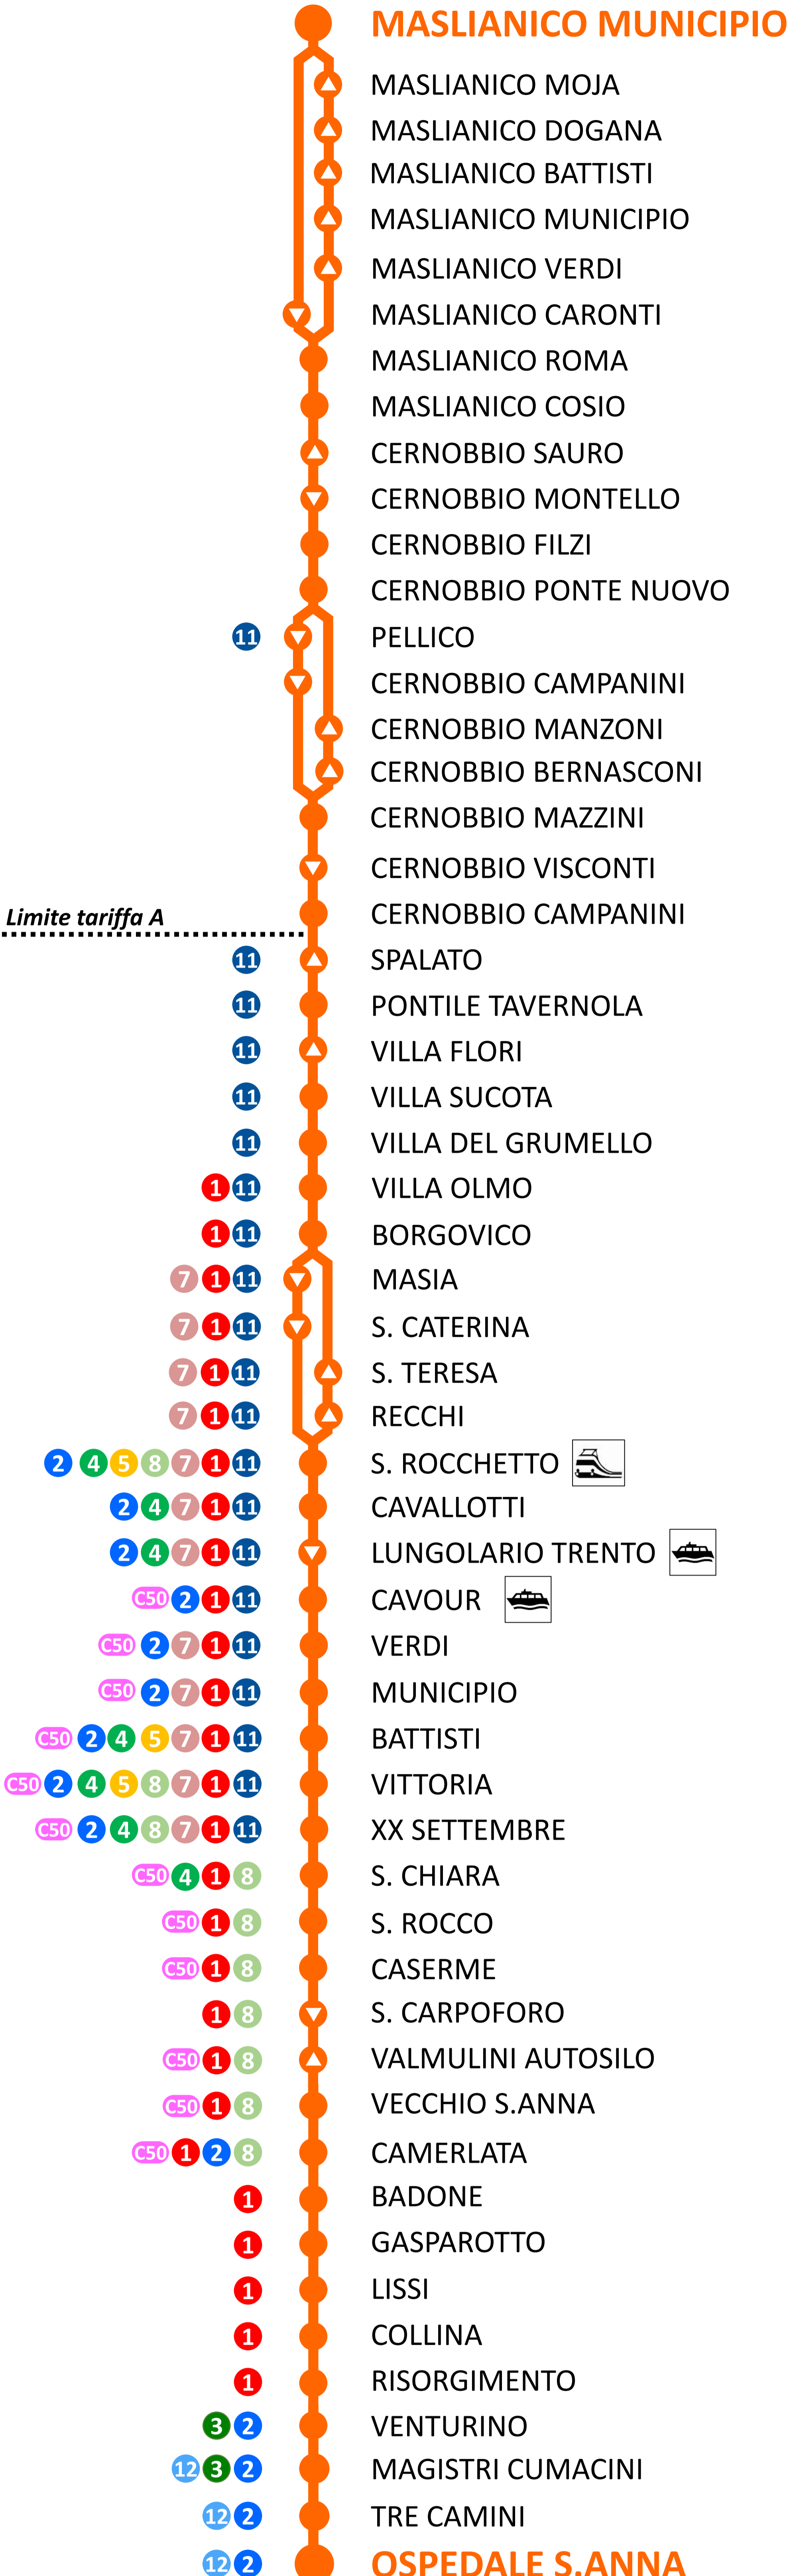 MASLIANICO MUNICIPIO
MASLIANICO MOJA
MASLIANICO DOGANA
MASLIANICO BATTISTI
MASLIANICO MUNICIPIO
MASLIANICO VERDI
MASLIANICO CARONTI
MASLIANICO ROMA
MASLIANICO COSIO
CERNOBBIO SAURO
CERNOBBIO MONTELLO
CERNOBBIO FILZI
CERNOBBIO PONTE NUOVO
11 PELLICO
CERNOBBIO CAMPANINI
CERNOBBIO MANZONI
CERNOBBIO BERNASCONI
CERNOBBIO MAZZINI
CERNOBBIO VISCONTI
CERNOBBIO CAMPANINI
Limite tariffa A
11 SPALATO
11 PONTILE TAVERNOLA
11 VILLA FLORI
11 VILLA SUCOTA
11 VILLA DEL GRUMELLO
1 11 VILLA OLMO
1 11 BORGOVICO
7 1 11 MASIA
7 1 11 S. CATERINA
7 1 11 S. TERESA
7 1 11 RECCHI
2 4 5 8 7 1 11 S. ROCCHETTO
2 4 7 1 11 CAVALLOTTI
2 4 7 1 11 LUNGOLARIO TRENTO
C50 2 1 11 CAVOUR
C50 2 7 1 11 VERDI
C50 2 7 1 11 MUNICIPIO
C50 2 4 5 7 1 11 BATTISTI
C50 2 4 5 8 7 1 11 VITTORIA
C50 2 4 8 7 1 11 XX SETTEMBRE
C50 4 1 8 S. CHIARA
C50 1 8 S. ROCCO
C50 1 8 CASERME
1 8 S. CARPOFORO
C50 1 8 VALMULINI AUTOSILO
C50 1 8 VECCHIO S.ANNA
C50 1 2 8 CAMERLATA
1 BADONE
1 GASPAROTTO
1 LISSI
1 COLLINA
1 RISORGIMENTO
3 2 VENTURINO
12 3 2 MAGISTRI CUMACINI
12 2 TRE CAMINI
12 2 OSPEDALE S.ANNA